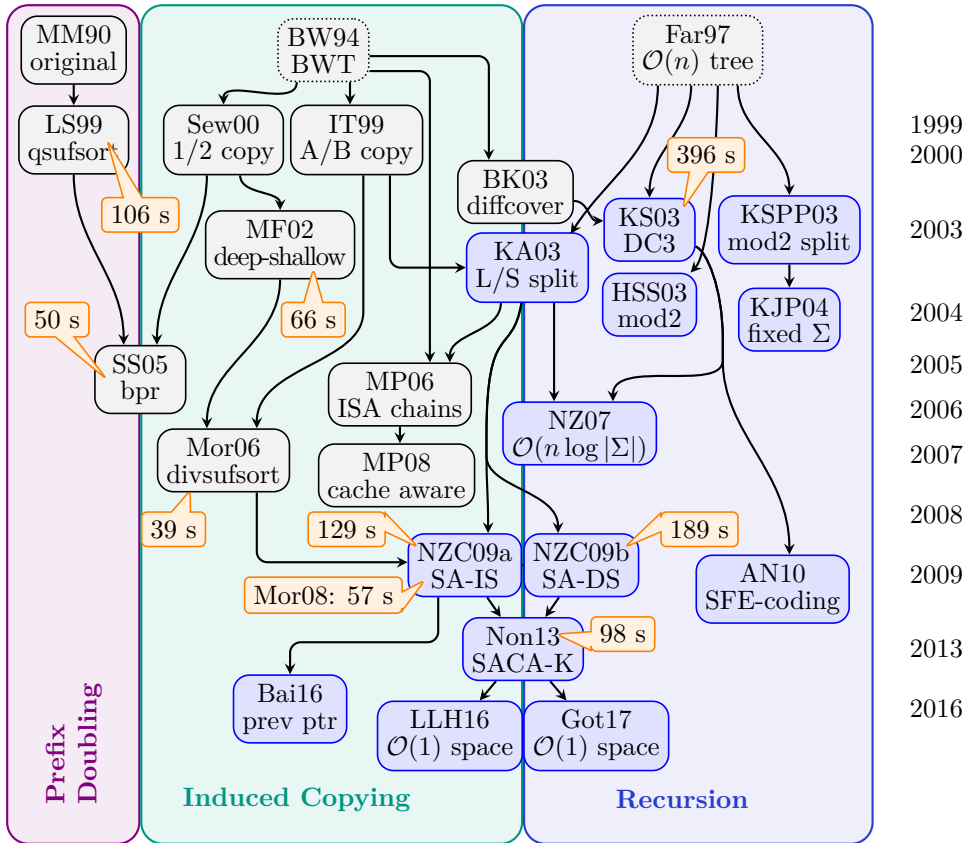 MM90
original
BW94
BWT
Far97
O(n) tree
LS99
qsufsort
Sew00
1/2 copy
IT99
A/B copy
1999
2000
396 s
106 s
BK03
diffcover
KS03
DC3
KSPP03
mod2 split
2003
MF02
deep-shallow
KA03
L/S split
HSS03
mod2
KJP04
fixed Σ
2004
50 s
66 s
SS05
bpr
2005
MP06
ISA chains
NZ07
O(n log |Σ|)
2006
Mor06
divsufsort
MP08
cache aware
2007
39 s
129 s
189 s
2008
NZC09a
SA-IS
NZC09b
SA-DS
AN10
SFE-coding
2009
Mor08: 57 s
Non13
SACA-K
98 s
2013
Bai16
prev ptr
LLH16
O(1) space
Got17
O(1) space
2016
Prefix
Doubling
Induced Copying
Recursion